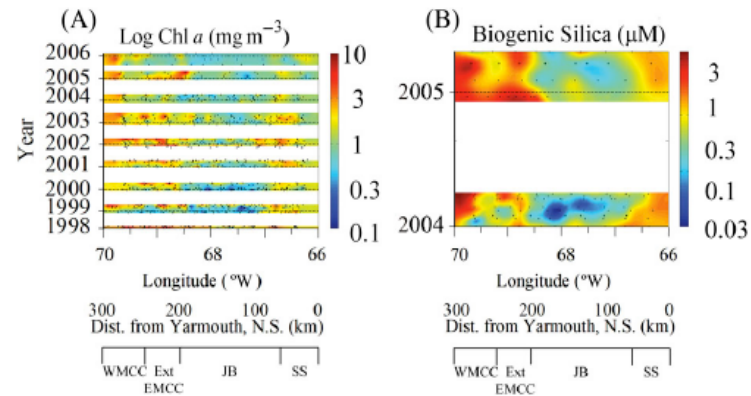 (A)
Log Chl a (mg m⁻³)
Year
2006
2005
2004
2003
2002
2001
2000
1999
1998
10
3
1
0.3
0.1
70 68 66
Longitude (ºW)
300 200 100 0
Dist. from Yarmouth, N.S. (km)
WMCC Ext JB SS
EMCC
(B)
Biogenic Silica (µM)
2005
2004
3
1
0.3
0.1
0.03
70 68 66
Longitude (ºW)
300 200 100 0
Dist. from Yarmouth, N.S. (km)
WMCC Ext JB SS
EMCC